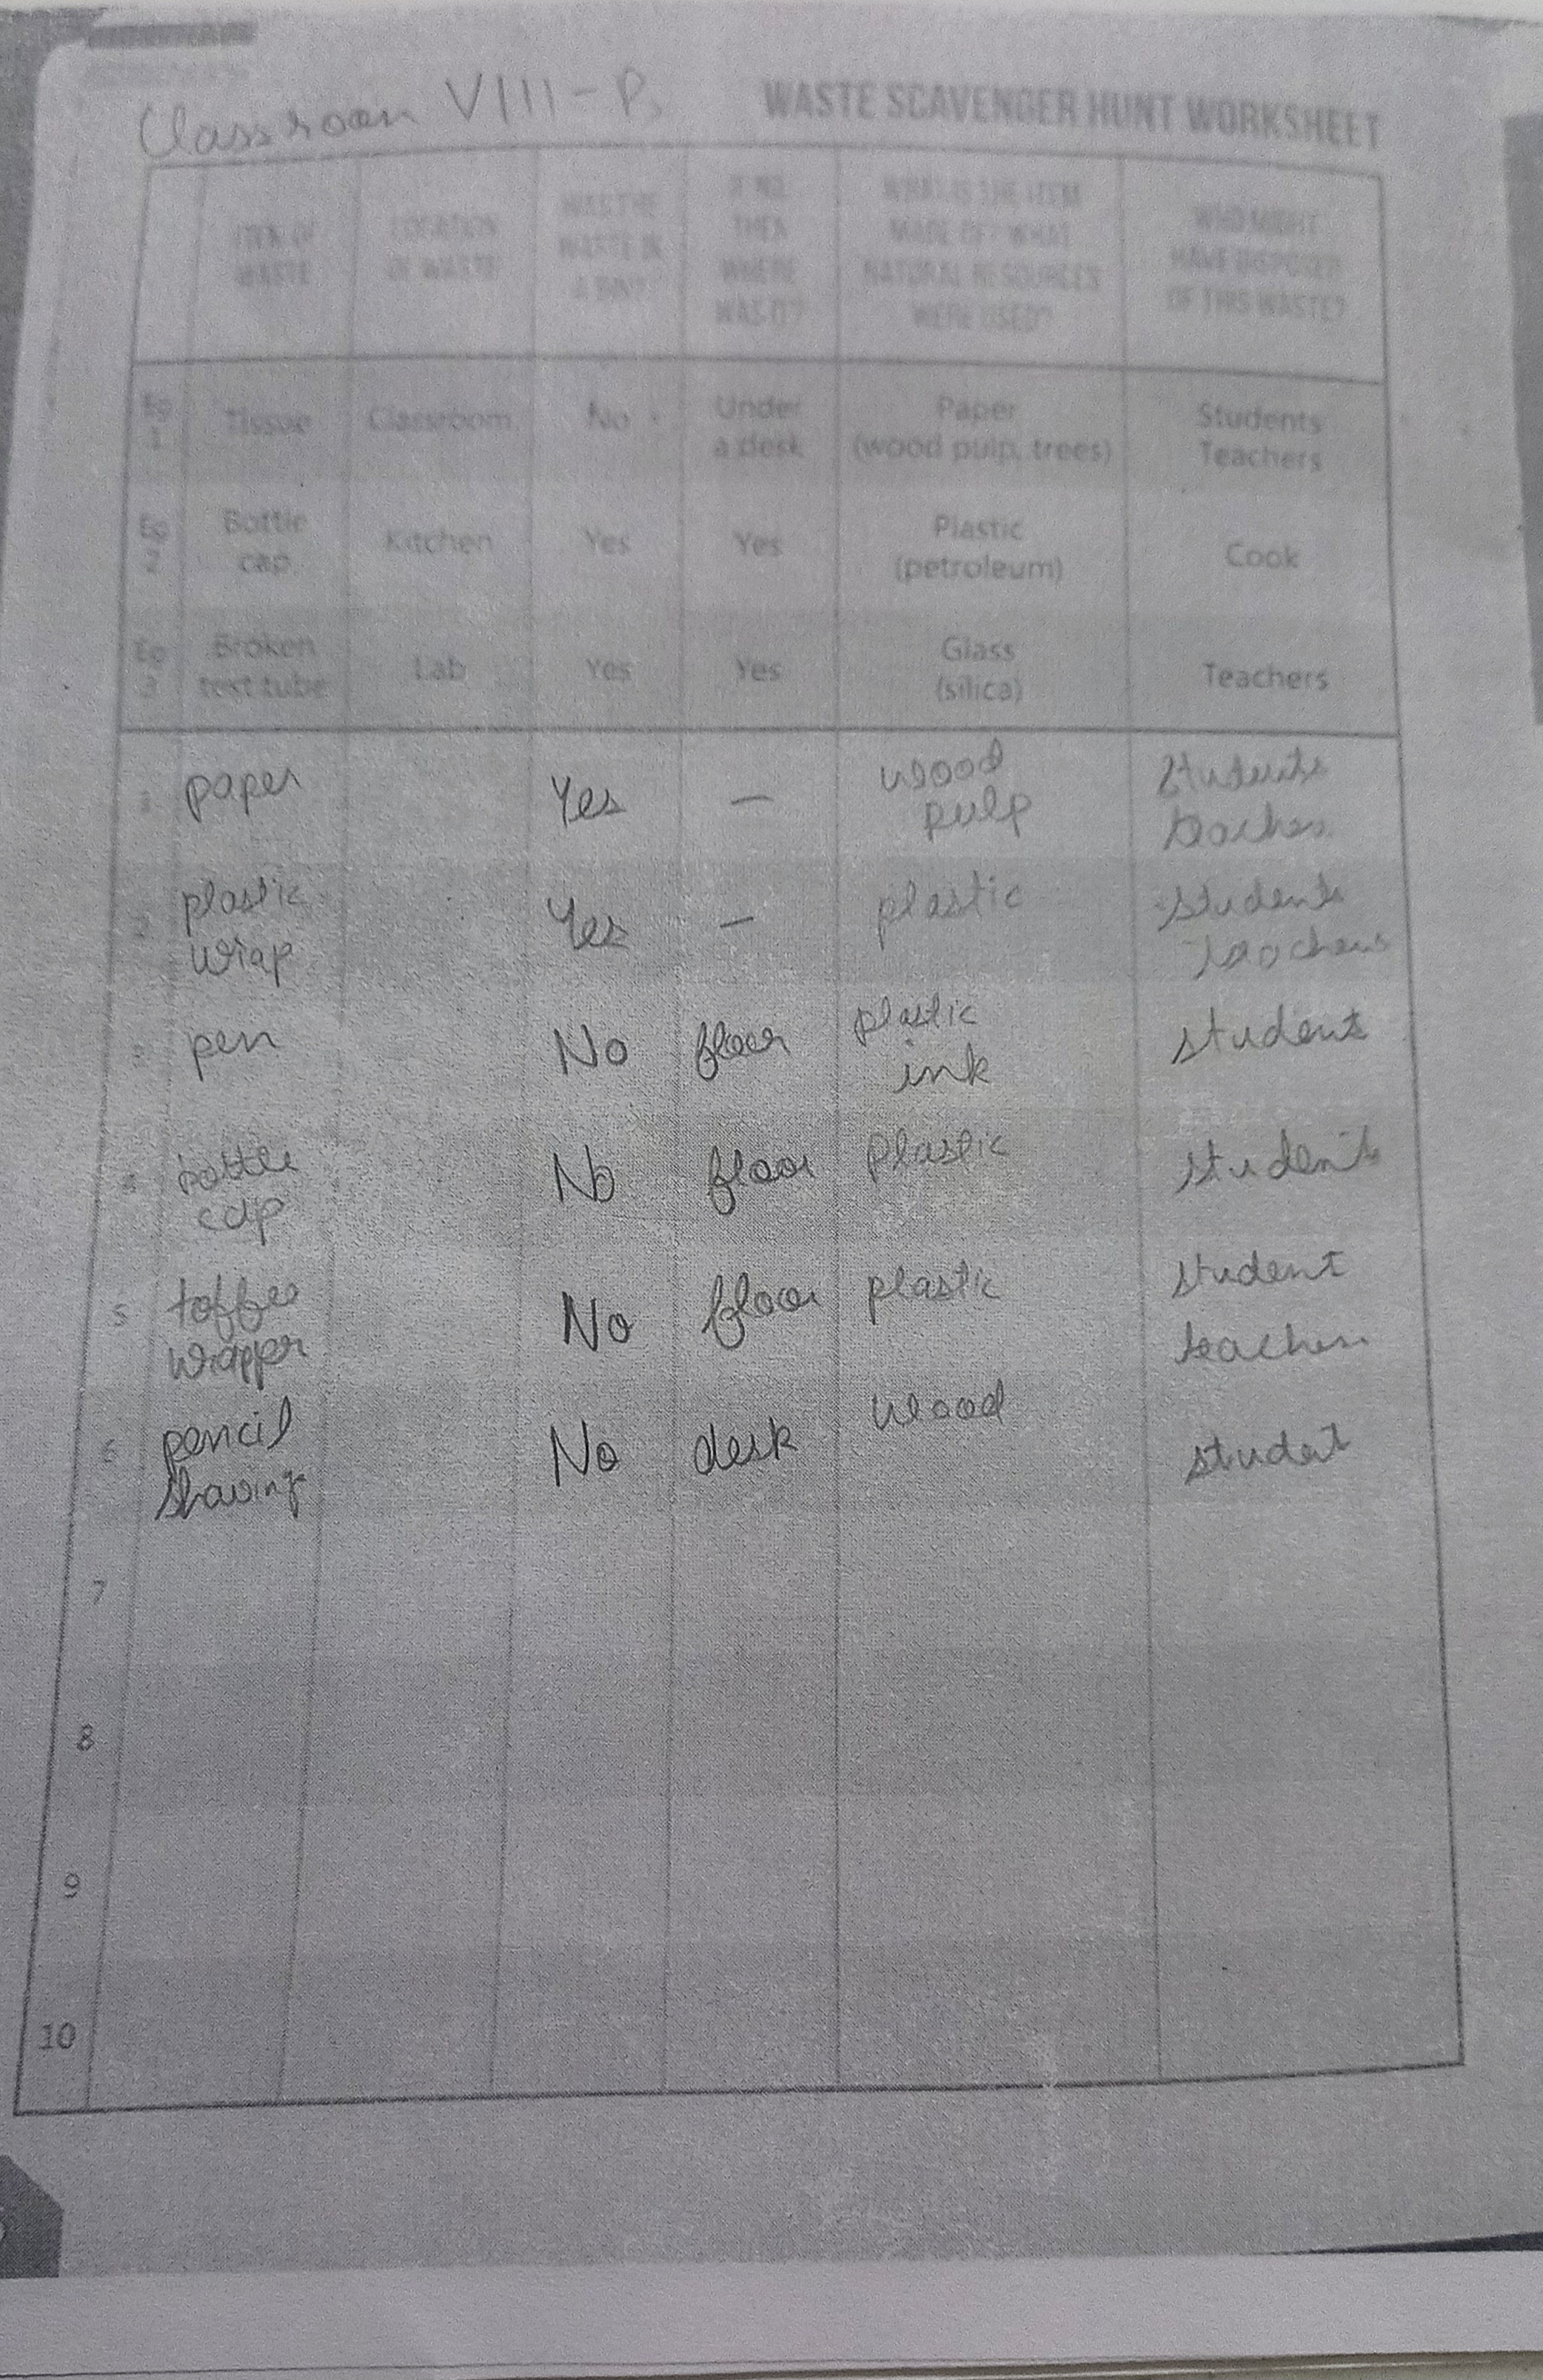 Classroom VIII - B
WASTE SCAVENGER HUNT WORKSHEET
ITEM OF WASTE LOCATION OF WASTE WAS THE WASTE IN A BIN? IF NO, THEN WHERE WAS IT? WHAT IS THE ITEM MADE OF? WHAT NATURAL RESOURCES WERE USED? WHO MIGHT HAVE DISPOSED OF THIS WASTE?
Eg 1 Tissue Classroom No Under a desk Paper (wood pulp, trees) Students Teachers
Eg 2 Bottle cap Kitchen Yes Yes Plastic (petroleum) Cook
Eg 3 Broken test tube Lab Yes Yes Glass (silica) Teachers
1 paper Yes — wood pulp Students teacher
2 plastic wrap Yes — plastic students Teachers
3 pen No floor plastic ink student
4 bottle cap No floor Plastic student
5 toffee wrapper No floor plastic student teacher
6 pencil shaving No desk wood studet
7
8
9
10